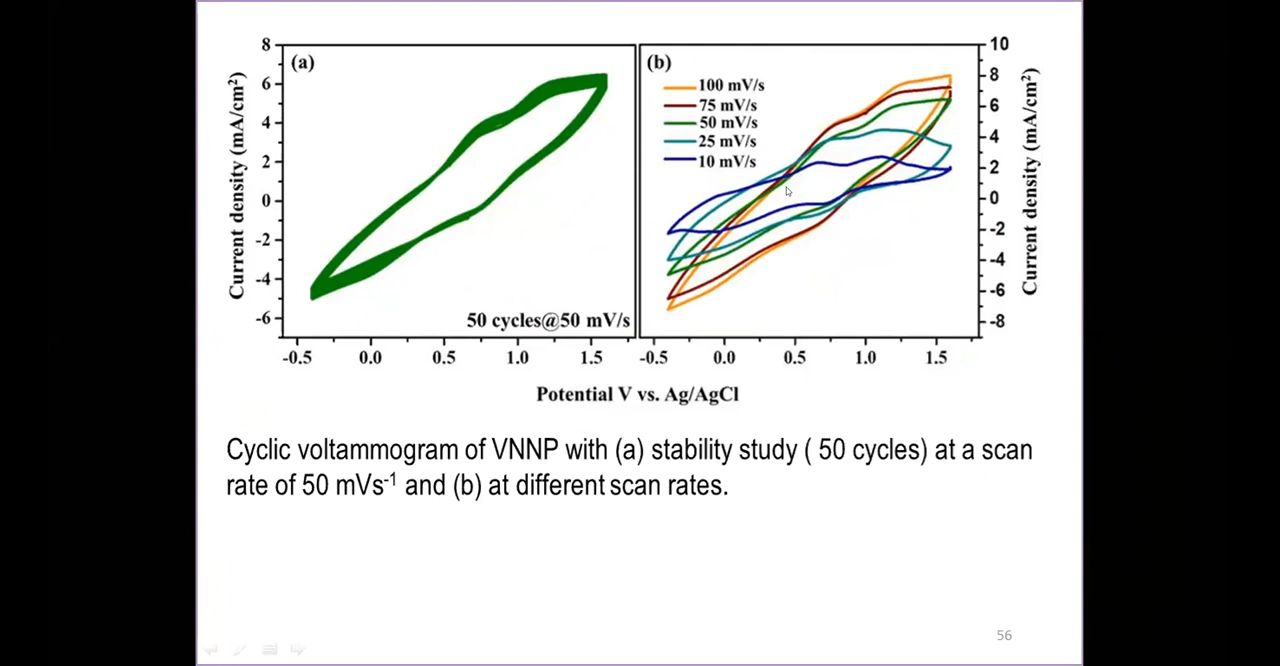 (a)
8
6
4
2
0
-2
-4
-6
Current density (mA/cm²)
50 cycles@50 mV/s
-0.5 0.0 0.5 1.0 1.5
(b)
100 mV/s
75 mV/s
50 mV/s
25 mV/s
10 mV/s
10
8
6
4
2
0
-2
-4
-6
-8
Current density (mA/cm²)
-0.5 0.0 0.5 1.0 1.5
Potential V vs. Ag/AgCl
Cyclic voltammogram of VNNP with (a) stability study ( 50 cycles) at a scan
rate of 50 mVs⁻¹ and (b) at different scan rates.
56